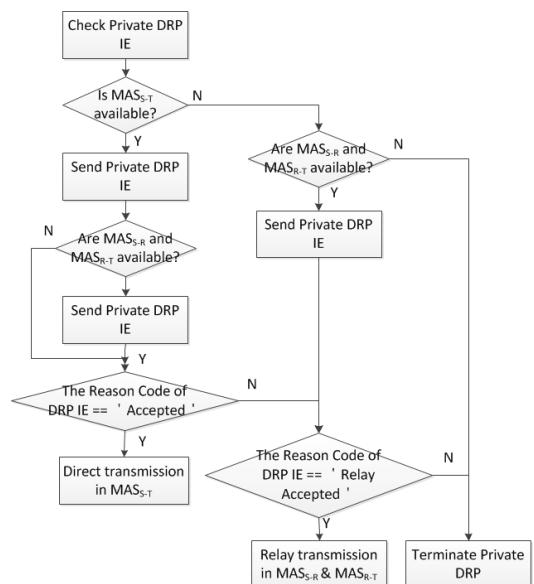 Check Private DRP
IE
Is MASS-T
available?
N
Y
Send Private DRP
IE
Are MASS-R and
MASR-T available?
N
Y
Send Private DRP
IE
N
Are MASS-R and
MASR-T available?
Send Private DRP
IE
Y
The Reason Code of
DRP IE == ' Accepted '
N
Y
Direct transmission
in MASS-T
The Reason Code of
DRP IE == ' Relay
Accepted '
N
Y
Relay transmission
in MASS-R & MASR-T
Terminate Private
DRP